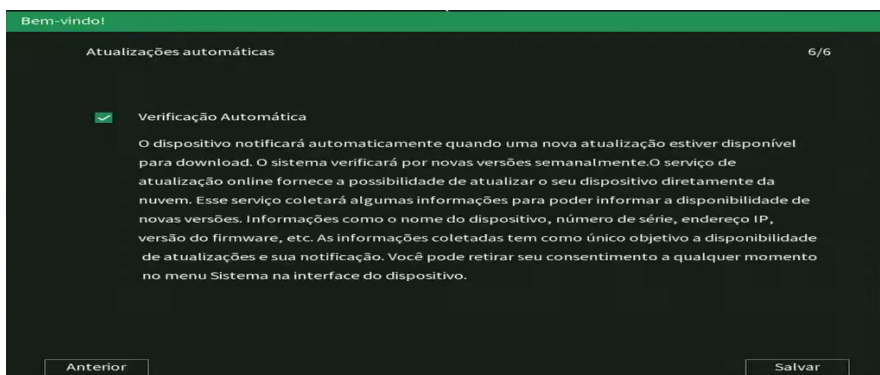 Bem-vindo!
Atualizações automáticas 6/6
Verificação Automática
O dispositivo notificará automaticamente quando uma nova atualização estiver disponível
para download. O sistema verificará por novas versões semanalmente.O serviço de
atualização online fornece a possibilidade de atualizar o seu dispositivo diretamente da
nuvem. Esse serviço coletará algumas informações para poder informar a disponibilidade de
novas versões. Informações como o nome do dispositivo, número de série, endereço IP,
versão do firmware, etc. As informações coletadas tem como único objetivo a disponibilidade
de atualizações e sua notificação. Você pode retirar seu consentimento a qualquer momento
no menu Sistema na interface do dispositivo.
Anterior Salvar